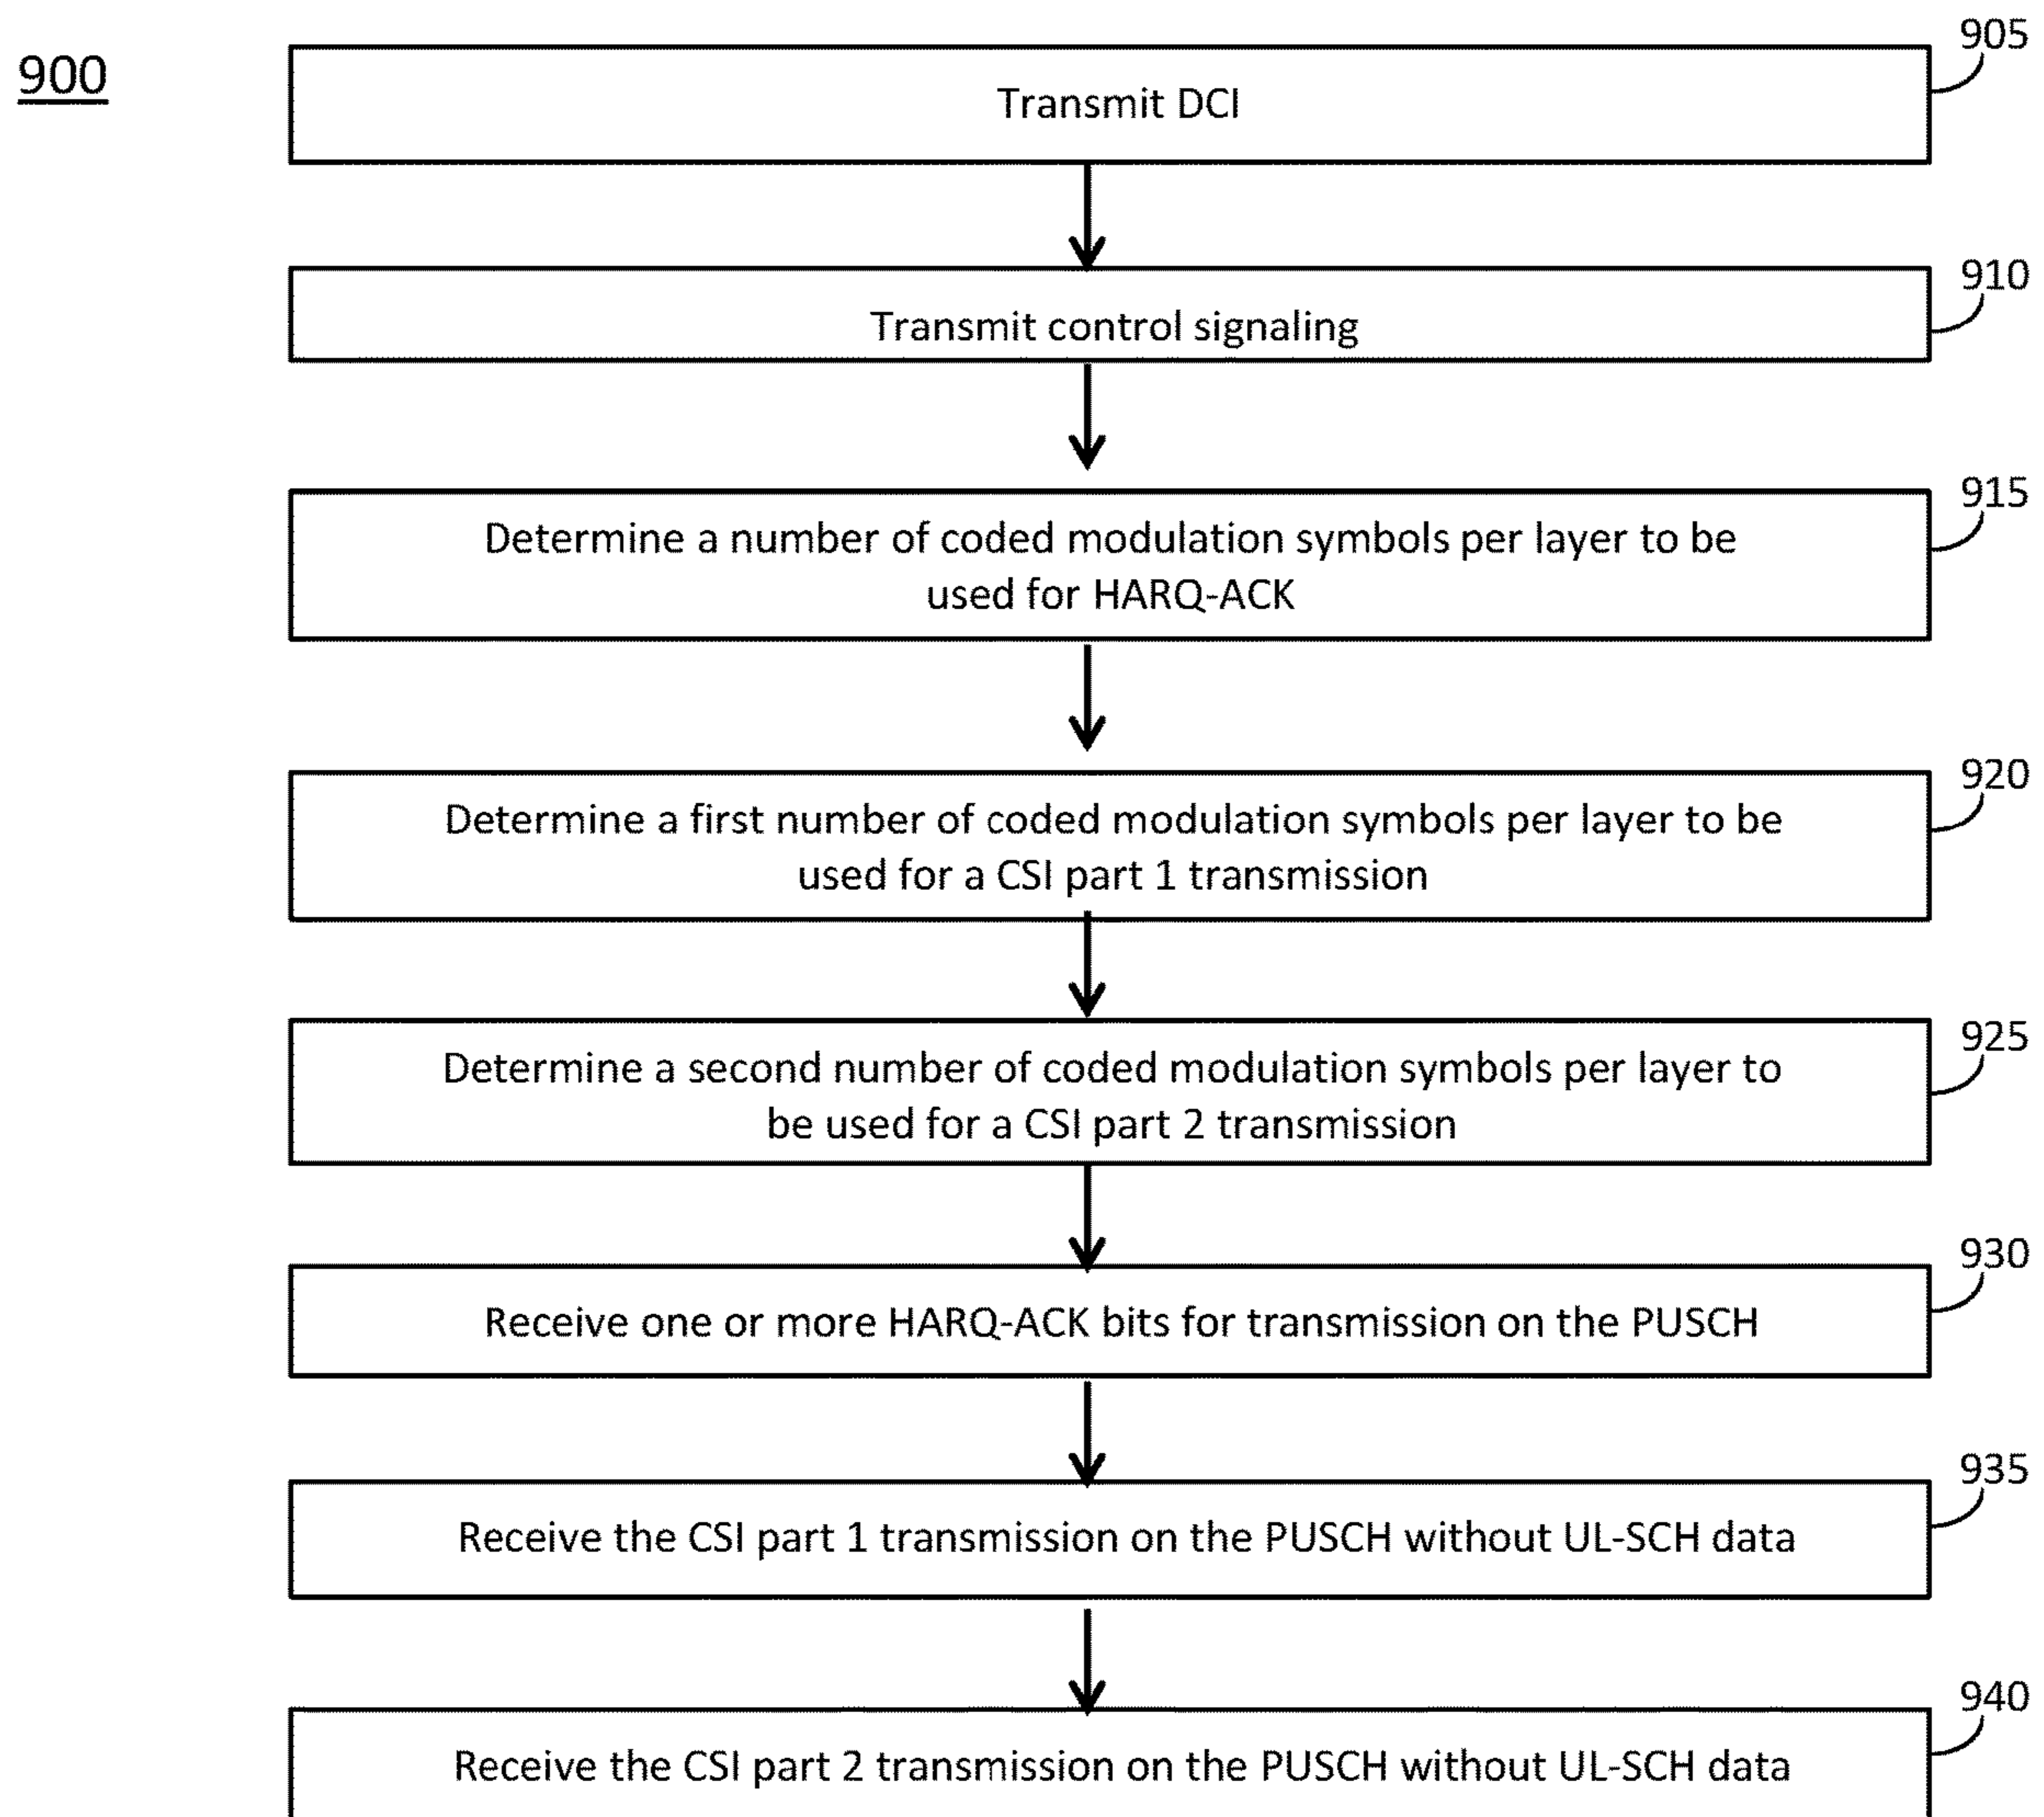 900
905
Transmit DCI
910
Transmit control signaling
915
Determine a number of coded modulation symbols per layer to be
used for HARQ-ACK
920
Determine a first number of coded modulation symbols per layer to be
used for a CSI part 1 transmission
925
Determine a second number of coded modulation symbols per layer to
be used for a CSI part 2 transmission
930
Receive one or more HARQ-ACK bits for transmission on the PUSCH
935
Receive the CSI part 1 transmission on the PUSCH without UL-SCH data
940
Receive the CSI part 2 transmission on the PUSCH without UL-SCH data